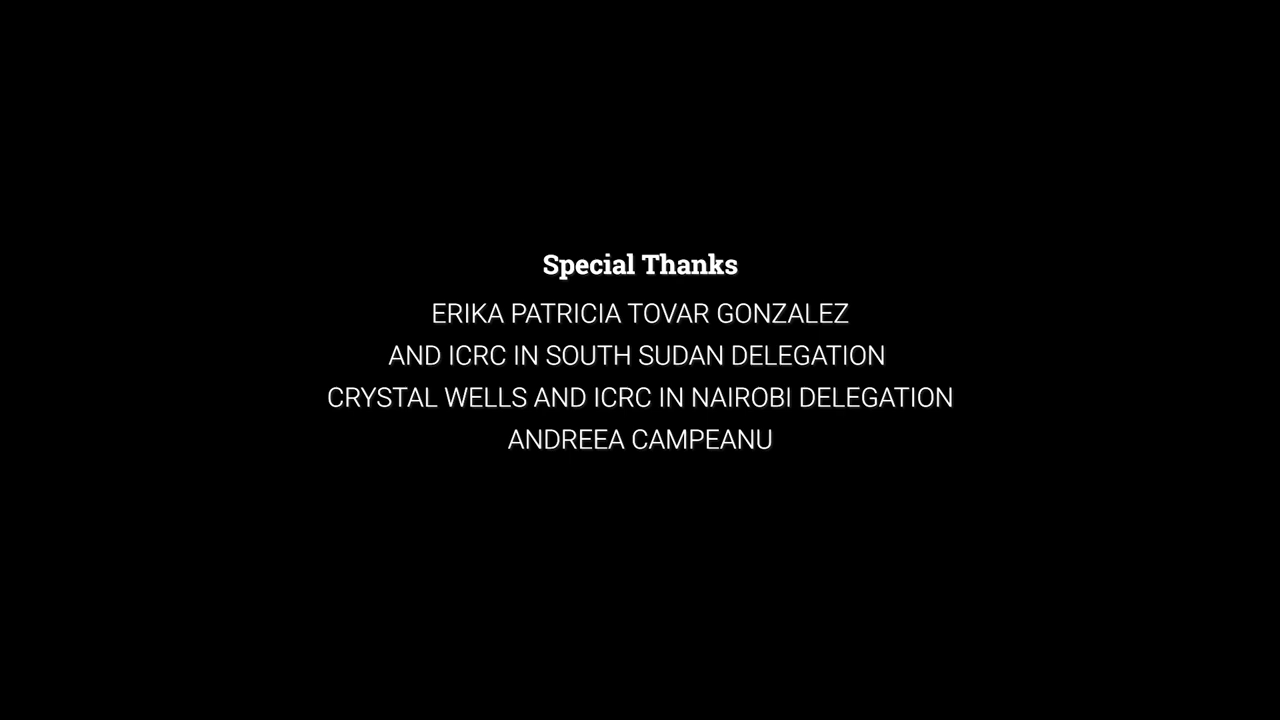 Special Thanks
ERIKA PATRICIA TOVAR GONZALEZ
AND ICRC IN SOUTH SUDAN DELEGATION
CRYSTAL WELLS AND ICRC IN NAIROBI DELEGATION
ANDREEA CAMPEANU